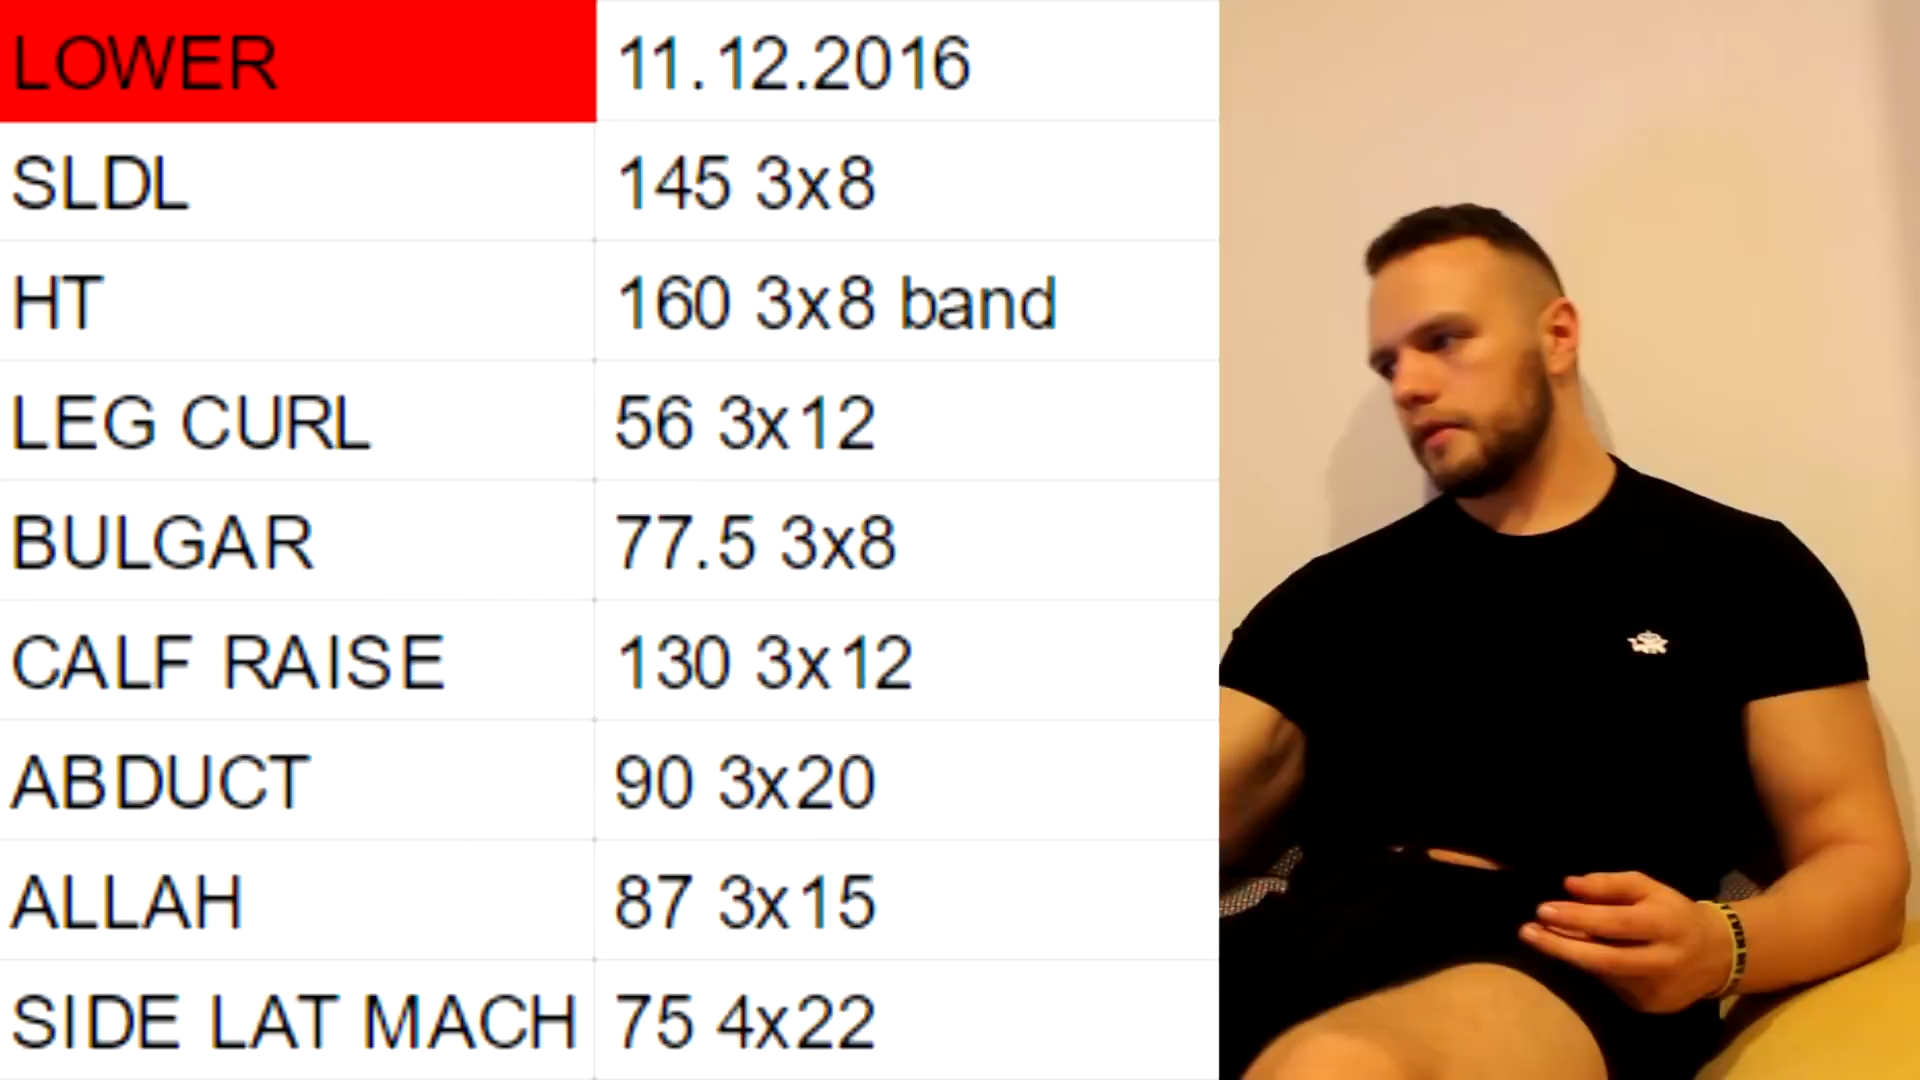 LOWER 11.12.2016
SLDL 145 3x8
HT 160 3x8 band
LEG CURL 56 3x12
BULGAR 77.5 3x8
CALF RAISE 130 3x12
ABDUCT 90 3x20
ALLAH 87 3x15
SIDE LAT MACH 75 4x22